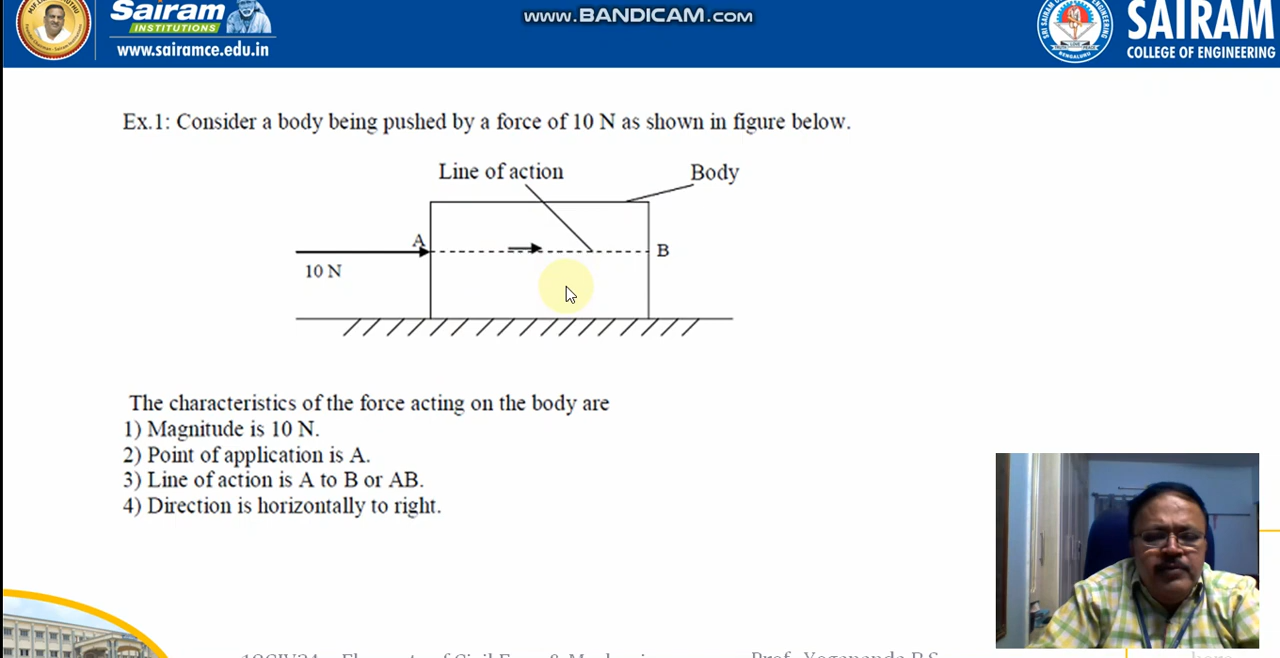 www.BANDICAM.com
Sairam
INSTITUTIONS
www.sairamce.edu.in
SAIRAM
COLLEGE OF ENGINEERING
Ex.1: Consider a body being pushed by a force of 10 N as shown in figure below.
Line of action
Body
A
B
10 N
The characteristics of the force acting on the body are
1) Magnitude is 10 N.
2) Point of application is A.
3) Line of action is A to B or AB.
4) Direction is horizontally to right.